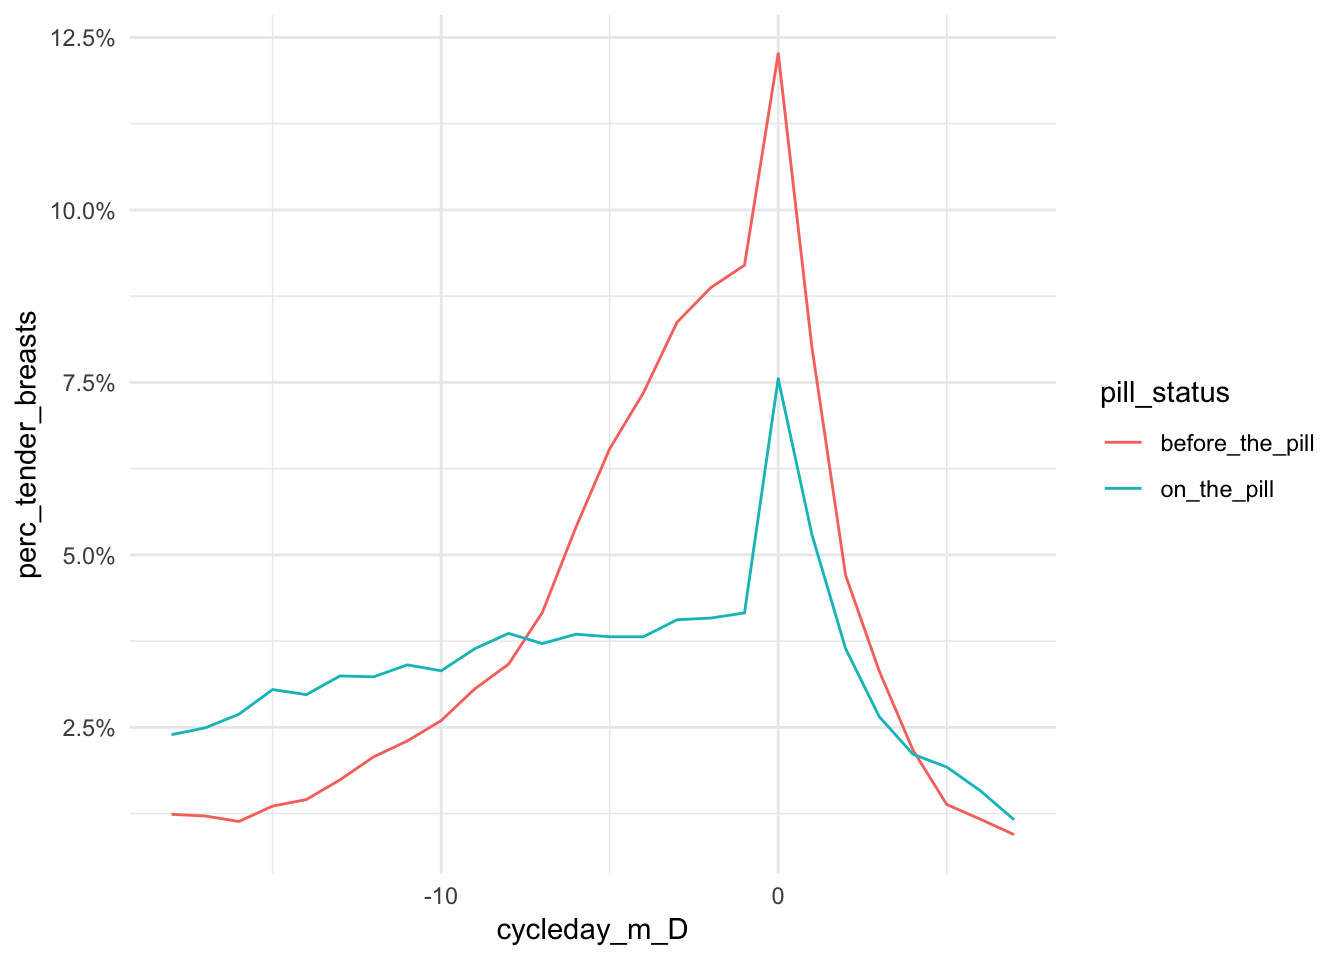 12.5%
10.0%
7.5%
5.0%
2.5%
perc_tender_breasts
-10
0
cycleday_m_D
pill_status
before_the_pill
on_the_pill